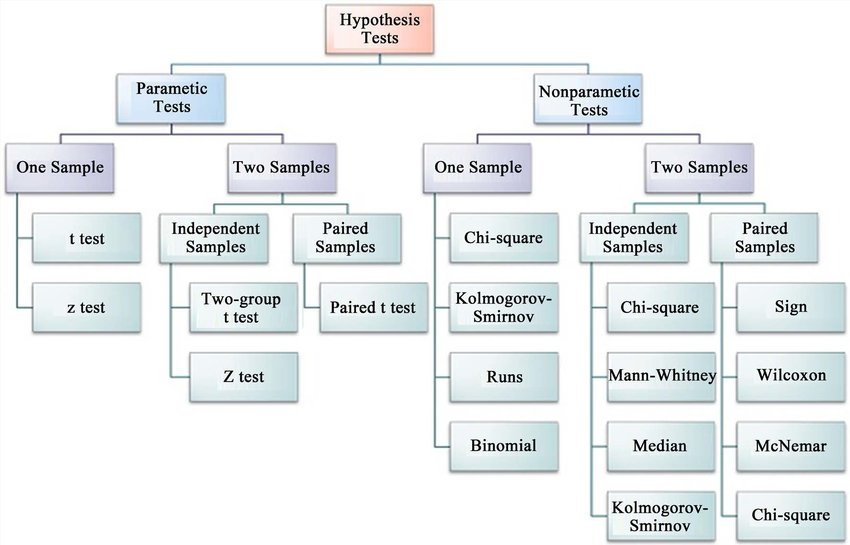 Hypothesis
Tests
Parametic
Tests
Nonparametic
Tests
One Sample
Two Samples
One Sample
Two Samples
t test
z test
Independent
Samples
Paired
Samples
Two-group
t test
Paired t test
Z test
Chi-square
Kolmogorov-
Smirnov
Runs
Binomial
Independent
Samples
Paired
Samples
Chi-square
Mann-Whitney
Median
Kolmogorov-
Smirnov
Sign
Wilcoxon
McNemar
Chi-square